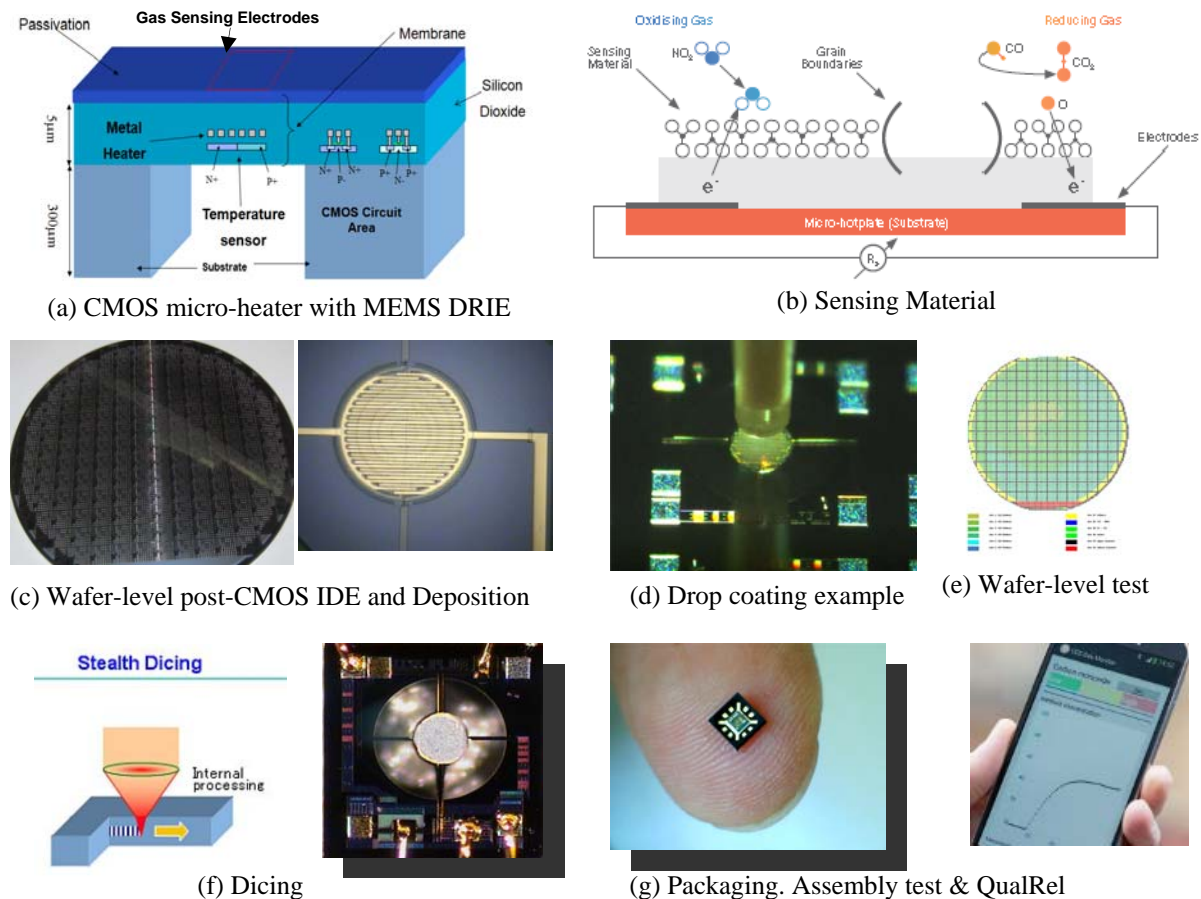 Gas Sensing Electrodes
Passivation
Membrane
Silicon
Dioxide
5μm
Metal
Heater
N+
P+
N+
P-
N+
P+
N-
P+
Temperature
sensor
CMOS Circuit
Area
300μm
Substrate
(a) CMOS micro-heater with MEMS DRIE
Oxidising Gas
Reducing Gas
Sensing
Material
NO₂
Grain
Boundaries
CO
CO₂
O
Electrodes
e⁻
e⁻
Micro-hotplate (Substrate)
(b) Sensing Material
(c) Wafer-level post-CMOS IDE and Deposition
(d) Drop coating example
(e) Wafer-level test
Stealth Dicing
Internal
processing
Carbon monoxide
(f) Dicing
(g) Packaging. Assembly test & QualRel